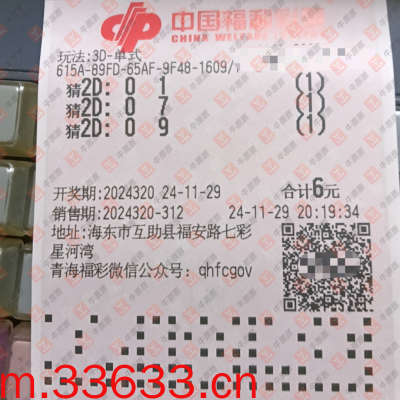 中国福利彩票
CHINA WELFARE
玩法:3D-单式
615A-89FD-65AF-9F48-1609/
猜2D: 0 1 (1)
猜2D: 0 7 (1)
猜2D: 0 9 (1)
开奖期:2024320 24-11-29 合计6元
销售期:2024320-312 24-11-29 20:19:34
地址:海东市互助县福安路七彩
星河湾
青海福彩微信公众号: qhfcgov
m.33633.cn